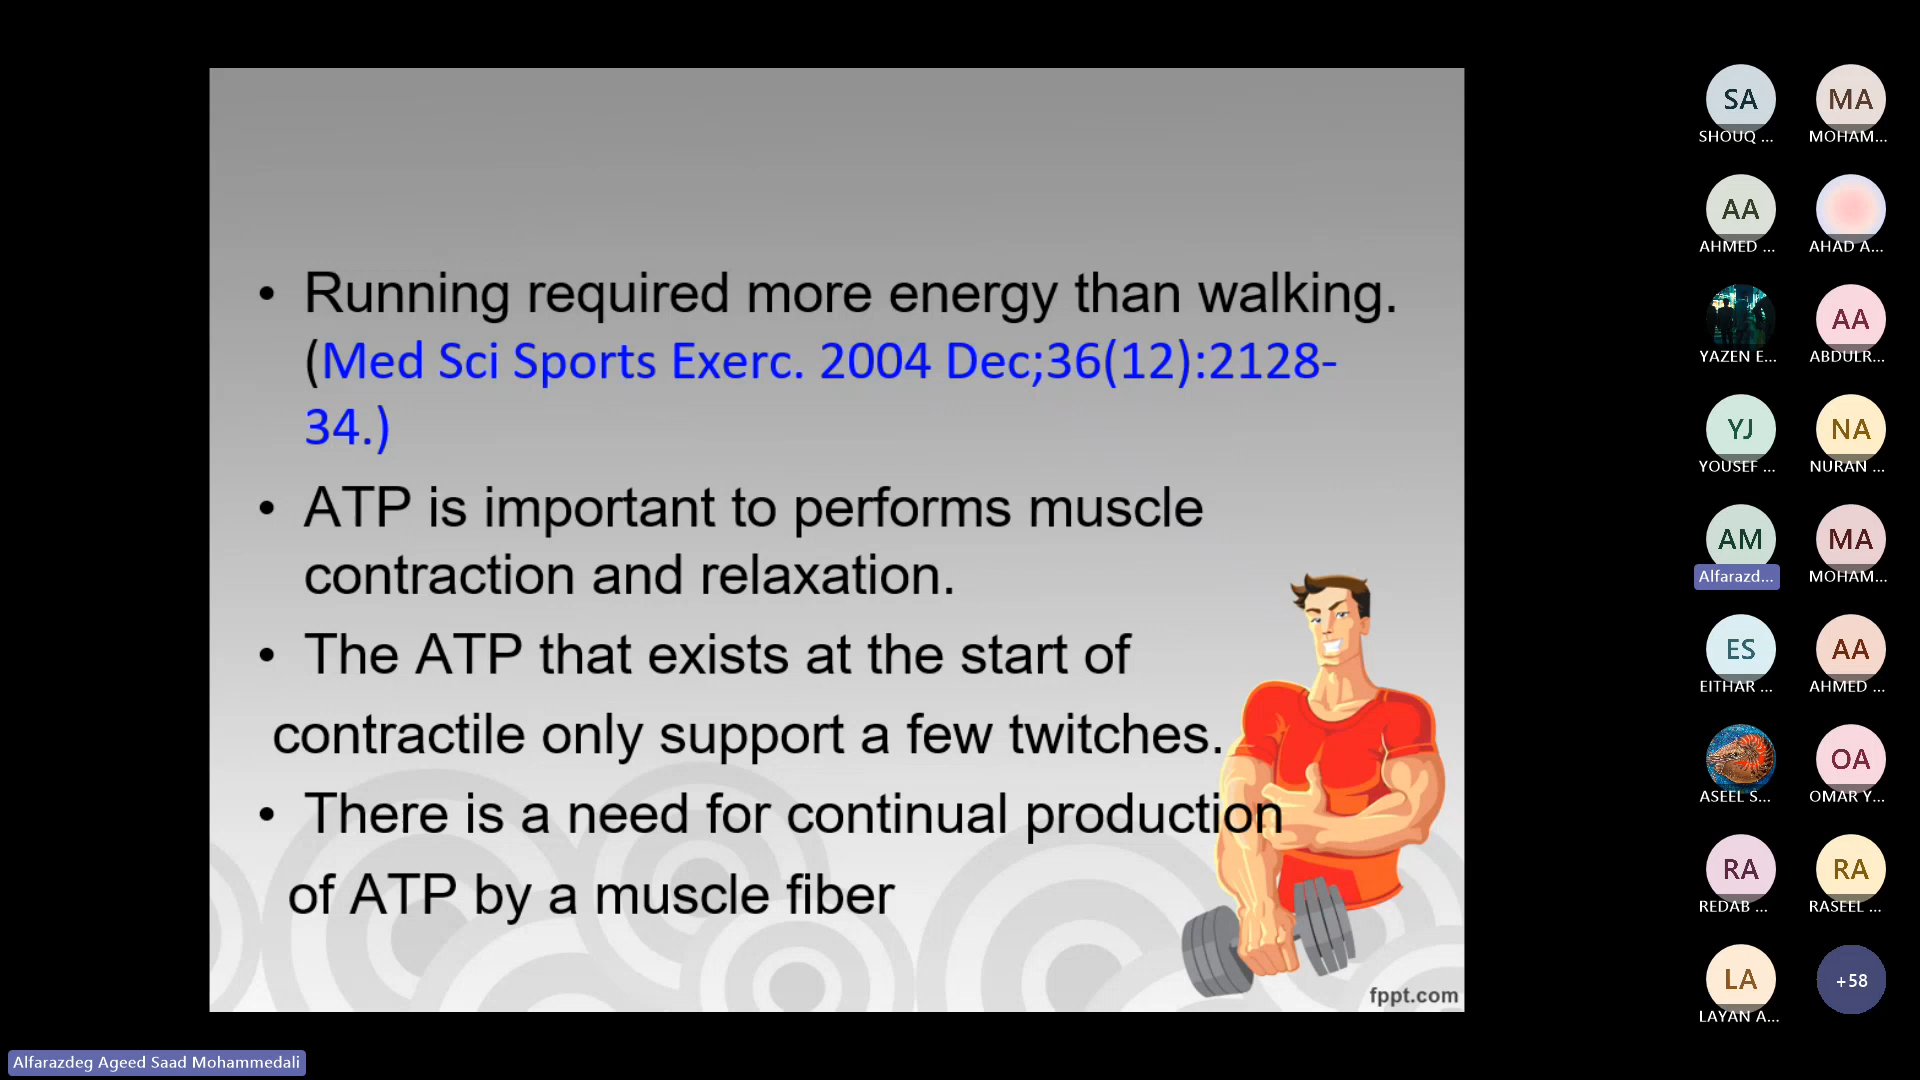 • Running required more energy than walking.
(Med Sci Sports Exerc. 2004 Dec;36(12):2128-
34.)
• ATP is important to performs muscle
contraction and relaxation.
• The ATP that exists at the start of
contractile only support a few twitches.
• There is a need for continual production
of ATP by a muscle fiber
fppt.com
SA MA
SHOUQ ... MOHAM...
AA
AHMED ... AHAD A...
AA
YAZEN E... ABDULR...
YJ NA
YOUSEF ... NURAN ...
AM MA
Alfarazd... MOHAM...
ES AA
EITHAR ... AHMED ...
OA
ASEEL S... OMAR Y...
RA RA
REDAB ... RASEEL ...
LA +58
LAYAN A...
Alfarazdeg Ageed Saad Mohammedali